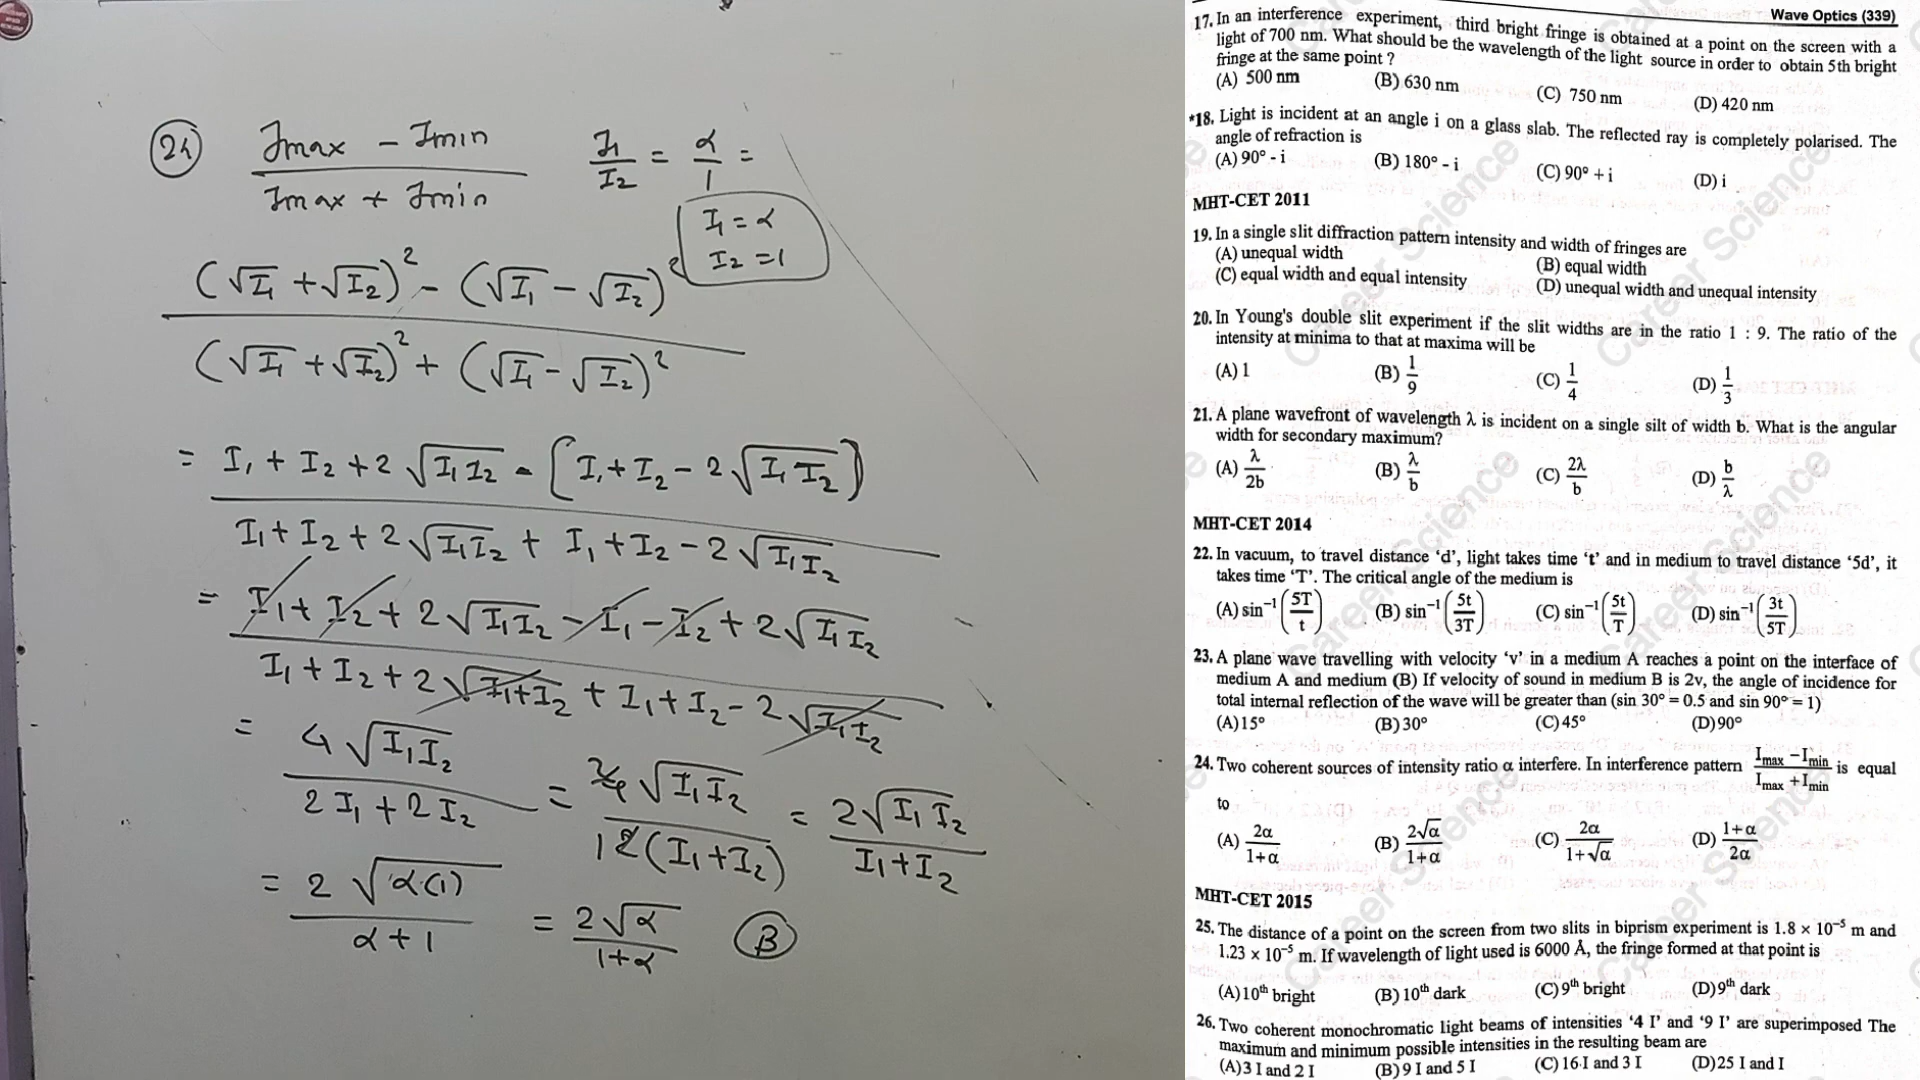 24) (Imax - Imin)/(Imax + Imin)   I₁/I₂ = α/1 =
I₁ = α
I₂ = 1
((√I₁ + √I₂)² - (√I₁ - √I₂)²)/((√I₁ + √I₂)² + (√I₁ - √I₂)²)
= (I₁ + I₂ + 2√(I₁I₂) - [I₁ + I₂ - 2√(I₁I₂)])/(I₁ + I₂ + 2√(I₁I₂) + I₁ + I₂ - 2√(I₁I₂))
= (I₁ + I₂ + 2√(I₁I₂) - I₁ - I₂ + 2√(I₁I₂))/(I₁ + I₂ + 2√(I₁+I₂) + I₁ + I₂ - 2√(I₁I₂))
= 4√(I₁I₂)/(2I₁ + 2I₂) = 2 4√(I₁I₂)/(1 2(I₁+I₂)) = 2√(I₁I₂)/(I₁+I₂)
= 2√(α(1))/(α+1) = 2√α/(1+α) (B)
Wave Optics (339)
17. In an interference experiment, third bright fringe is obtained at a point on the screen with a
light of 700 nm. What should be the wavelength of the light source in order to obtain 5th bright
fringe at the same point ?
(A) 500 nm (B) 630 nm (C) 750 nm (D) 420 nm
*18. Light is incident at an angle i on a glass slab. The reflected ray is completely polarised. The
angle of refraction is
(A) 90° - i (B) 180° - i (C) 90° + i (D) i
MHT-CET 2011
19. In a single slit diffraction pattern intensity and width of fringes are
(A) unequal width (B) equal width
(C) equal width and equal intensity (D) unequal width and unequal intensity
20. In Young's double slit experiment if the slit widths are in the ratio 1 : 9. The ratio of the
intensity at minima to that at maxima will be
(A) 1 (B) 1/9 (C) 1/4 (D) 1/3
21. A plane wavefront of wavelength λ is incident on a single silt of width b. What is the angular
width for secondary maximum?
(A) λ/2b (B) λ/b (C) 2λ/b (D) b/λ
MHT-CET 2014
22. In vacuum, to travel distance ‘d’, light takes time ‘t’ and in medium to travel distance ‘5d’, it
takes time ‘T’. The critical angle of the medium is
(A) sin⁻¹(5T/t) (B) sin⁻¹(5t/3T) (C) sin⁻¹(5t/T) (D) sin⁻¹(3t/5T)
23. A plane wave travelling with velocity ‘v’ in a medium A reaches a point on the interface of
medium A and medium (B) If velocity of sound in medium B is 2v, the angle of incidence for
total internal reflection of the wave will be greater than (sin 30° = 0.5 and sin 90° = 1)
(A) 15° (B) 30° (C) 45° (D) 90°
24. Two coherent sources of intensity ratio α interfere. In interference pattern (Imax - Imin)/(Imax + Imin) is equal
to
(A) 2α/(1+α) (B) 2√α/(1+α) (C) 2α/(1+√α) (D) (1+α)/2α
MHT-CET 2015
25. The distance of a point on the screen from two slits in biprism experiment is 1.8 × 10⁻⁵ m and
1.23 × 10⁻⁵ m. If wavelength of light used is 6000 Å, the fringe formed at that point is
(A) 10th bright (B) 10th dark (C) 9th bright (D) 9th dark
26. Two coherent monochromatic light beams of intensities ‘4 I’ and ‘9 I’ are superimposed The
maximum and minimum possible intensities in the resulting beam are
(A) 3 I and 2 I (B) 9 I and 5 I (C) 16 I and 3 I (D) 25 I and I
Career Science